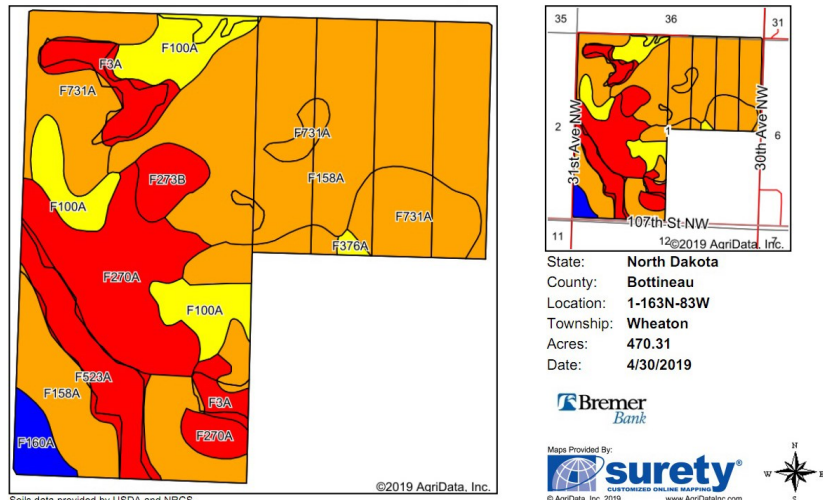 F100A
F3A
F731A
F731A
F273B
F158A
F100A
F731A
F376A
F270A
F100A
F523A
F158A
F3A
F160A
F270A
©2019 AgriData, Inc.
Soils data provided by USDA and NRCS
35
36
31
2
1
6
31st Ave NW
30th Ave NW
107th St NW
11
12
7
©2019 AgriData, Inc.
State: North Dakota
County: Bottineau
Location: 1-163N-83W
Township: Wheaton
Acres: 470.31
Date: 4/30/2019
Bremer
Bank
Maps Provided By:
surety®
CUSTOMIZED ONLINE MAPPING
© AgriData, Inc. 2019
www.AgriDataInc.com
N
W
E
S